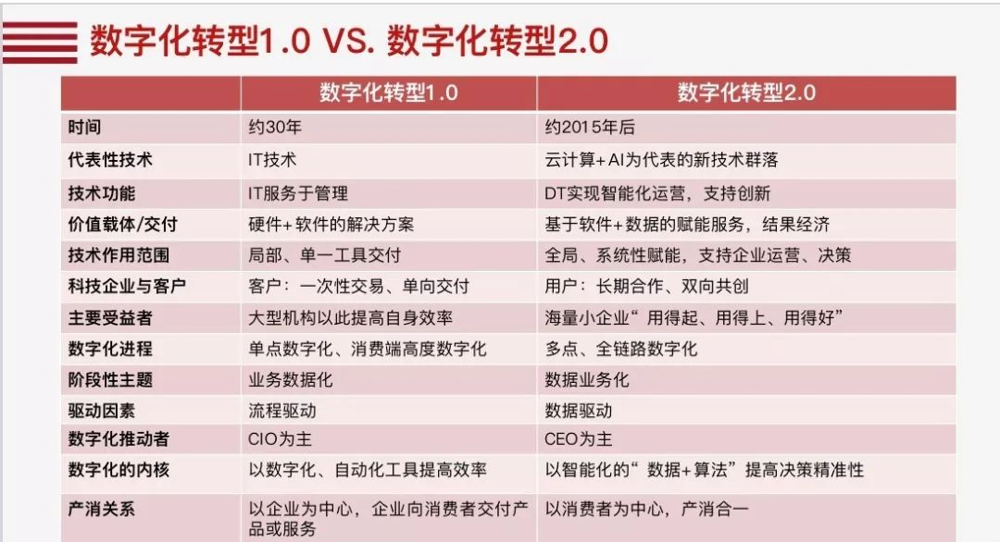 数字化转型1.0 VS. 数字化转型2.0
数字化转型1.0 数字化转型2.0
时间 约30年 约2015年后
代表性技术 IT技术 云计算+AI为代表的新技术群落
技术功能 IT服务于管理 DT实现智能化运营，支持创新
价值载体/交付 硬件+软件的解决方案 基于软件+数据的赋能服务，结果经济
技术作用范围 局部、单一工具交付 全局、系统性赋能，支持企业运营、决策
科技企业与客户 客户：一次性交易、单向交付 用户：长期合作、双向共创
主要受益者 大型机构以此提高自身效率 海量小企业“用得起、用得上、用得好”
数字化进程 单点数字化、消费端高度数字化 多点、全链路数字化
阶段性主题 业务数据化 数据业务化
驱动因素 流程驱动 数据驱动
数字化推动者 CIO为主 CEO为主
数字化的内核 以数字化、自动化工具提高效率 以智能化的“数据+算法”提高决策精准性
产消关系 以企业为中心，企业向消费者交付产 以消费者为中心，产消合一
品或服务